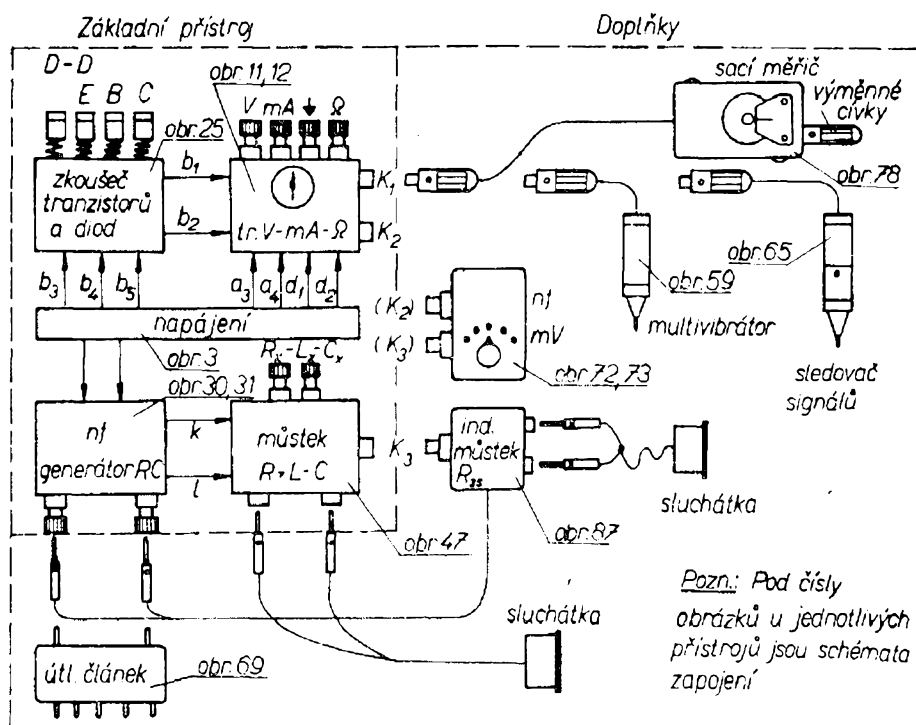 Základní přístroj
Doplňky
D-D
E B C
obr. 11, 12
V mA Ω
obr. 25
zkoušeč
tranzistorů
a diod
b1
b2
tr. V-mA-Ω
K1
K2
b3 b4 b5
a3 a4 d1 d2
napájení
obr. 3
Rx-Lx-Cx
obr. 30, 31
nf
generátor RC
k
l
můstek
R, L-C
K3
obr. 47
útl. článek
obr. 69
sací měřič
výměnné
cívky
obr. 78
obr. 59
multivibrátor
obr. 65
sledovač
signálů
(K2)
(K3)
nf
mV
obr. 72, 73
ind.
můstek
R35
obr. 87
sluchátka
sluchátka
Pozn.: Pod čísly
obrázků u jednotlivých
přístrojů jsou schémata
zapojení